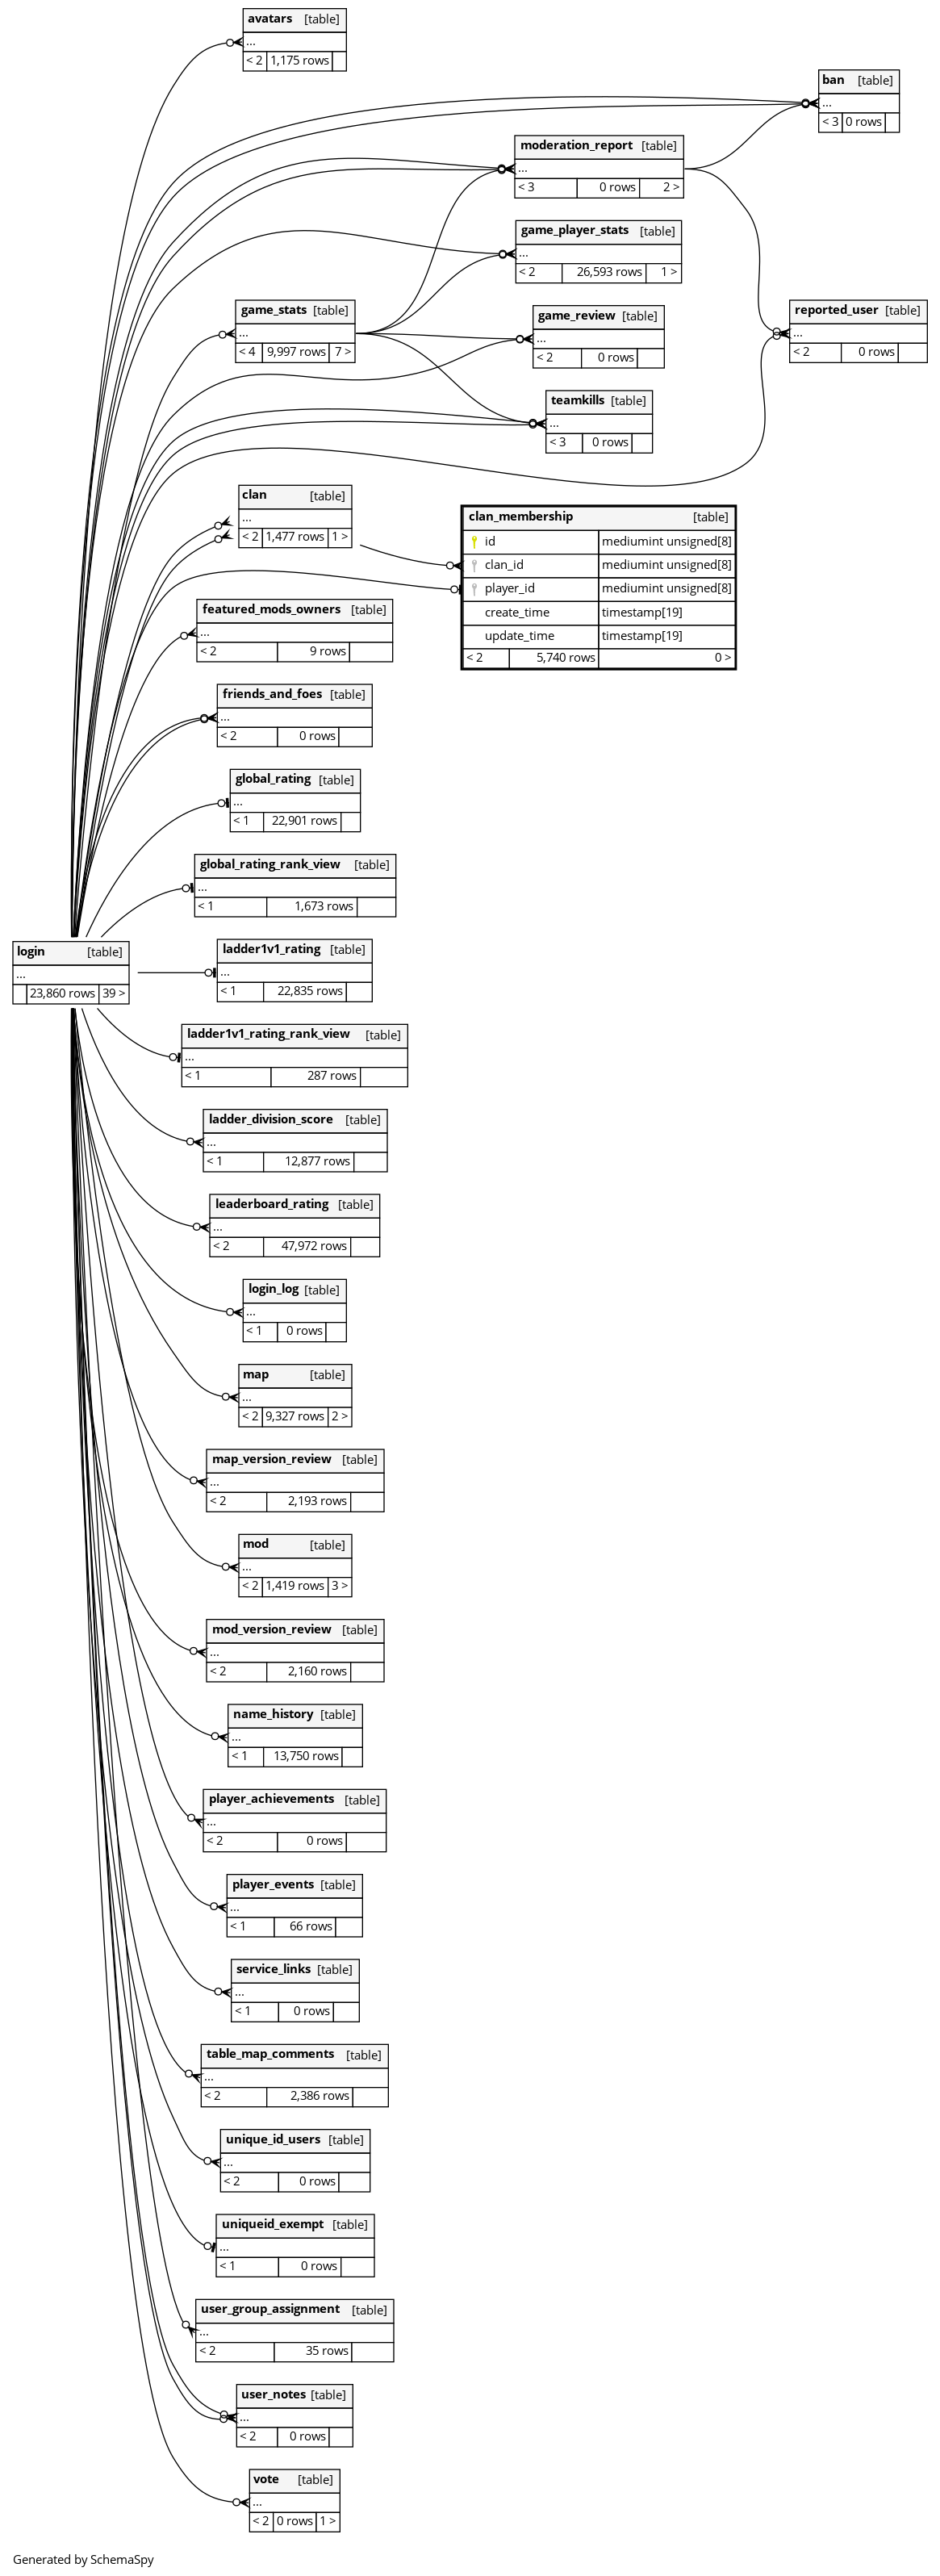 avatars [table]
...
< 2 1,175 rows
ban [table]
...
< 3 0 rows
moderation_report [table]
...
< 3 0 rows 2 >
game_player_stats [table]
...
< 2 26,593 rows 1 >
game_stats [table]
...
< 4 9,997 rows 7 >
game_review [table]
...
< 2 0 rows
reported_user [table]
...
< 2 0 rows
teamkills [table]
...
< 3 0 rows
clan [table]
...
< 2 1,477 rows 1 >
clan_membership [table]
id mediumint unsigned[8]
clan_id mediumint unsigned[8]
player_id mediumint unsigned[8]
create_time timestamp[19]
update_time timestamp[19]
< 2 5,740 rows 0 >
featured_mods_owners [table]
...
< 2 9 rows
friends_and_foes [table]
...
< 2 0 rows
global_rating [table]
...
< 1 22,901 rows
global_rating_rank_view [table]
...
< 1 1,673 rows
login [table]
...
23,860 rows 39 >
ladder1v1_rating [table]
...
< 1 22,835 rows
ladder1v1_rating_rank_view [table]
...
< 1 287 rows
ladder_division_score [table]
...
< 1 12,877 rows
leaderboard_rating [table]
...
< 2 47,972 rows
login_log [table]
...
< 1 0 rows
map [table]
...
< 2 9,327 rows 2 >
map_version_review [table]
...
< 2 2,193 rows
mod [table]
...
< 2 1,419 rows 3 >
mod_version_review [table]
...
< 2 2,160 rows
name_history [table]
...
< 1 13,750 rows
player_achievements [table]
...
< 2 0 rows
player_events [table]
...
< 1 66 rows
service_links [table]
...
< 1 0 rows
table_map_comments [table]
...
< 2 2,386 rows
unique_id_users [table]
...
< 2 0 rows
uniqueid_exempt [table]
...
< 1 0 rows
user_group_assignment [table]
...
< 2 35 rows
user_notes [table]
...
< 2 0 rows
vote [table]
...
< 2 0 rows 1 >
Generated by SchemaSpy